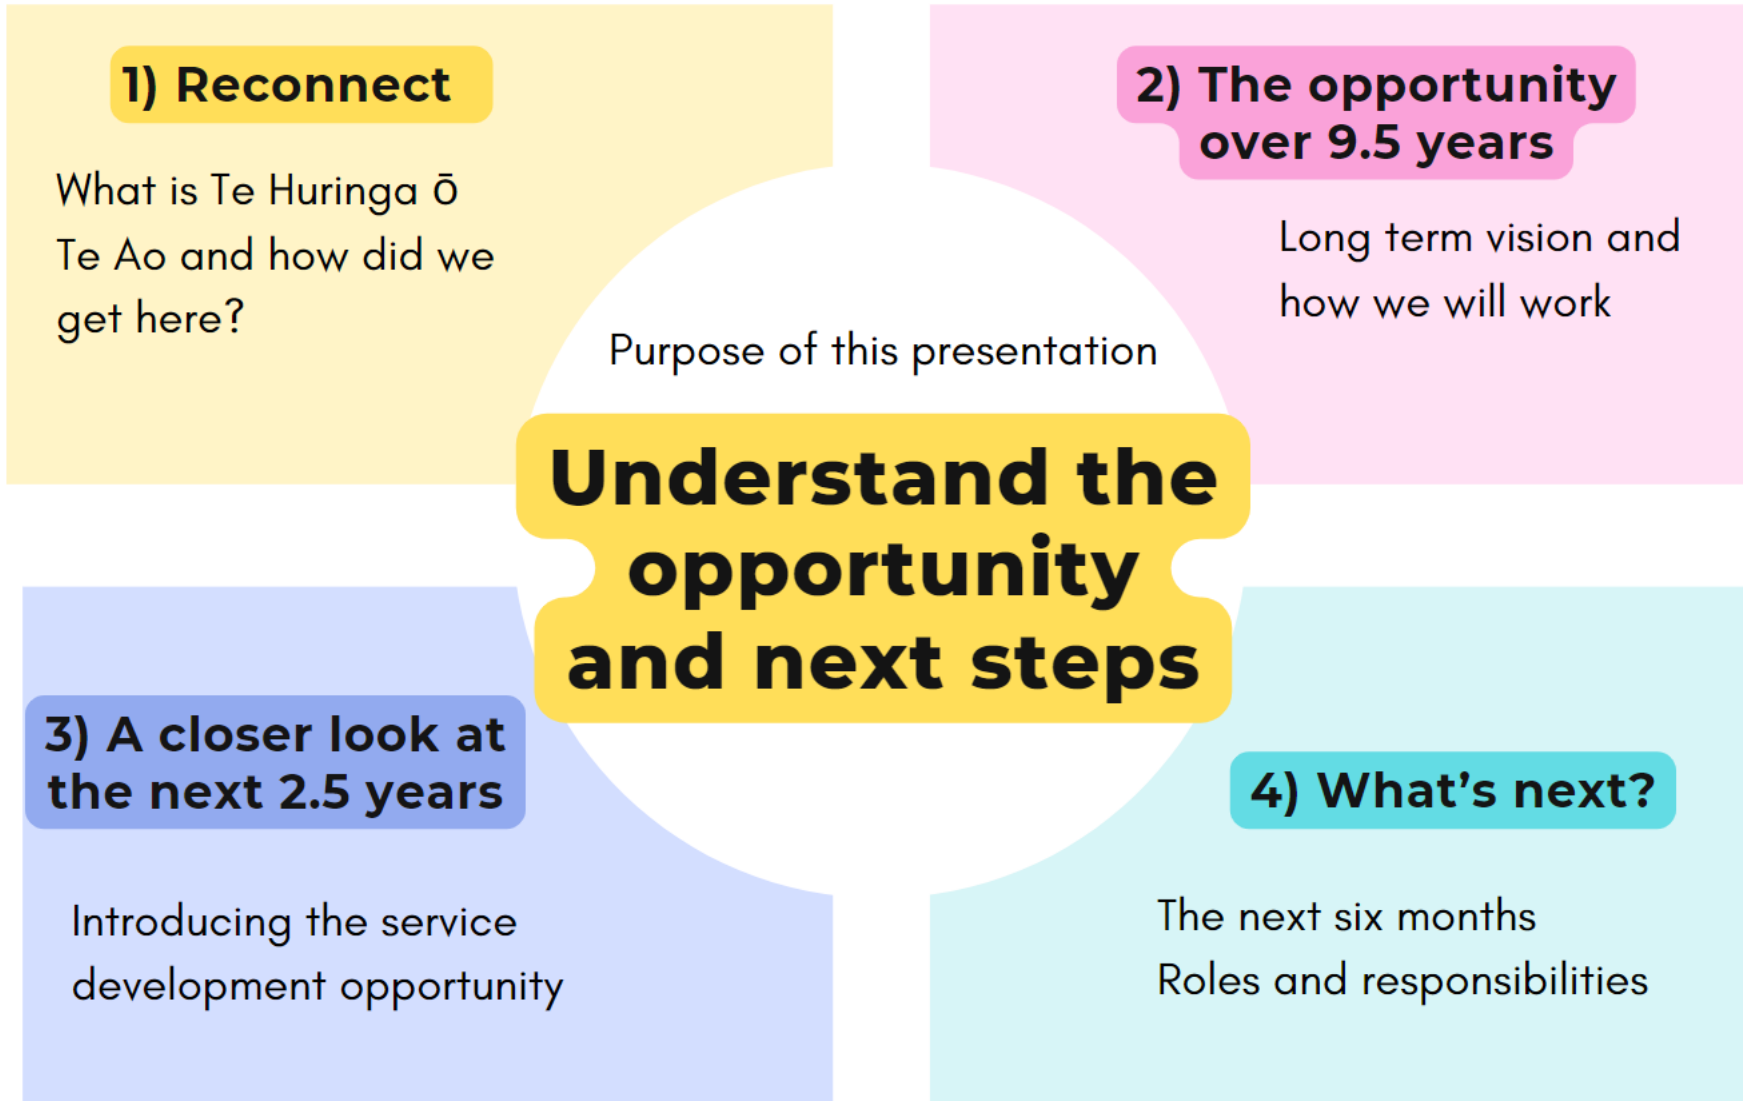 1) Reconnect
What is Te Huringa ō
Te Ao and how did we
get here?
2) The opportunity
over 9.5 years
Long term vision and
how we will work
Purpose of this presentation
Understand the
opportunity
and next steps
3) A closer look at
the next 2.5 years
Introducing the service
development opportunity
4) What’s next?
The next six months
Roles and responsibilities